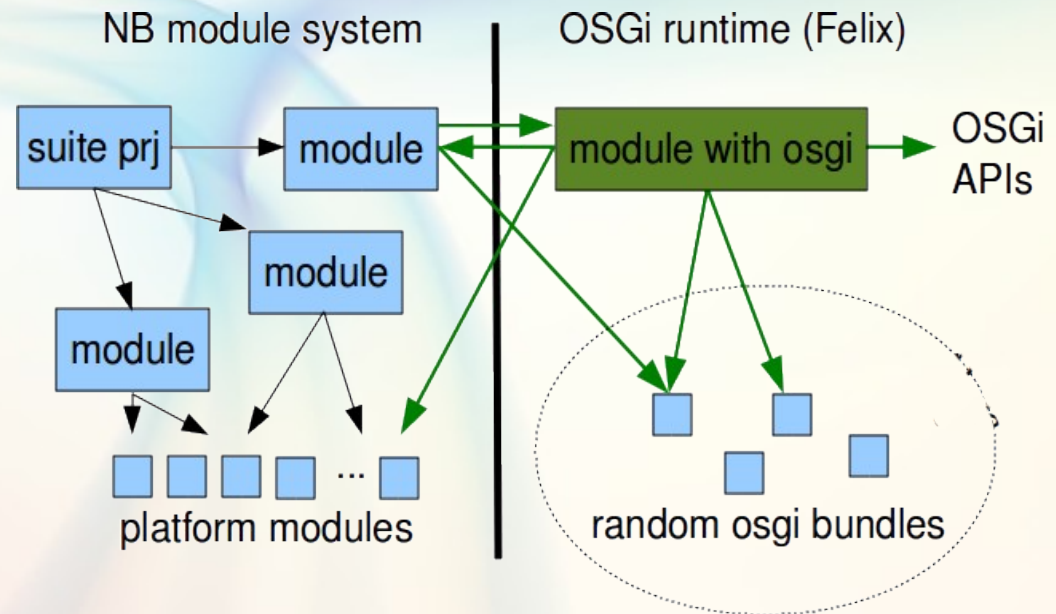 NB module system
OSGi runtime (Felix)
suite prj
module
module with osgi
OSGi
APIs
module
module
...
platform modules
random osgi bundles